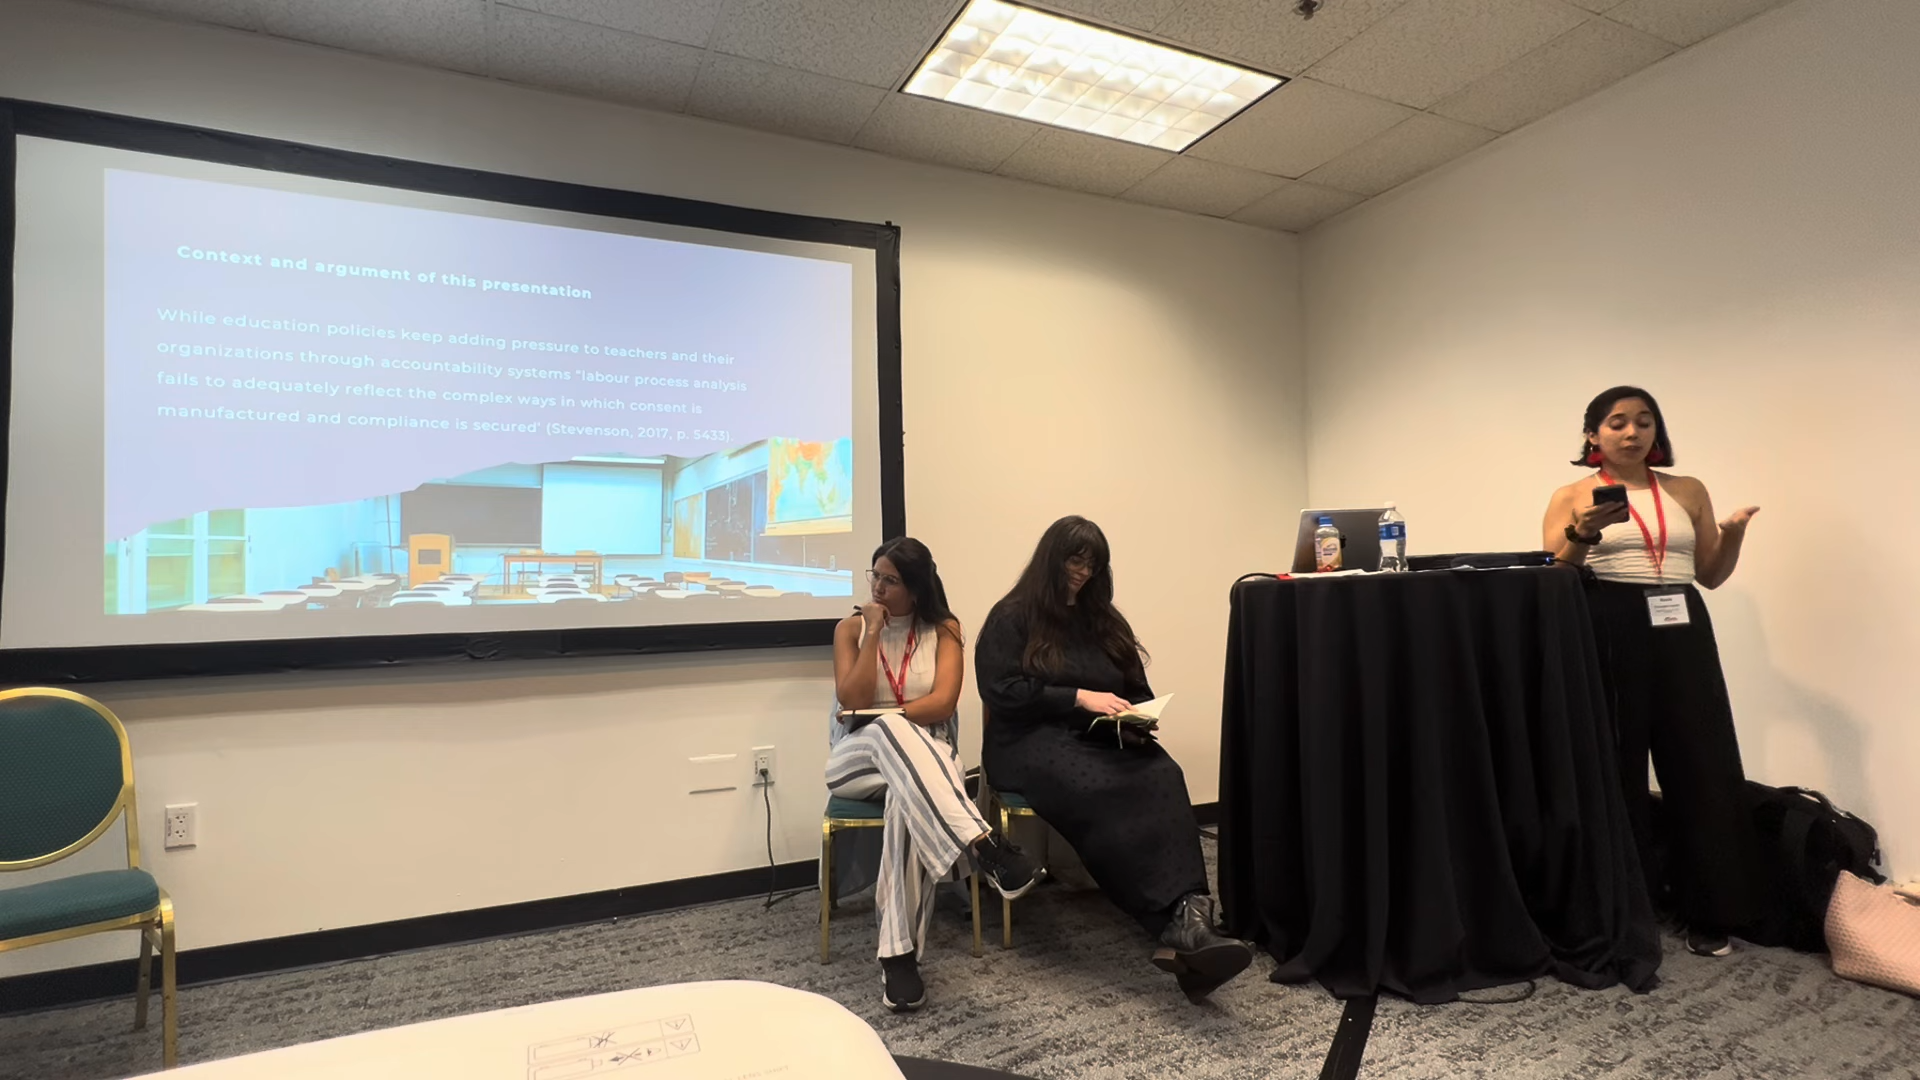 Context and argument of this presentation
While education policies keep adding pressure to teachers and their
organizations through accountability systems "labour process analysis
fails to adequately reflect the complex ways in which consent is
manufactured and compliance is secured" (Stevenson, 2017, p. 5433).